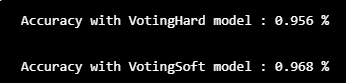 Accuracy with VotingHard model : 0.956 %
Accuracy with VotingSoft model : 0.968 %